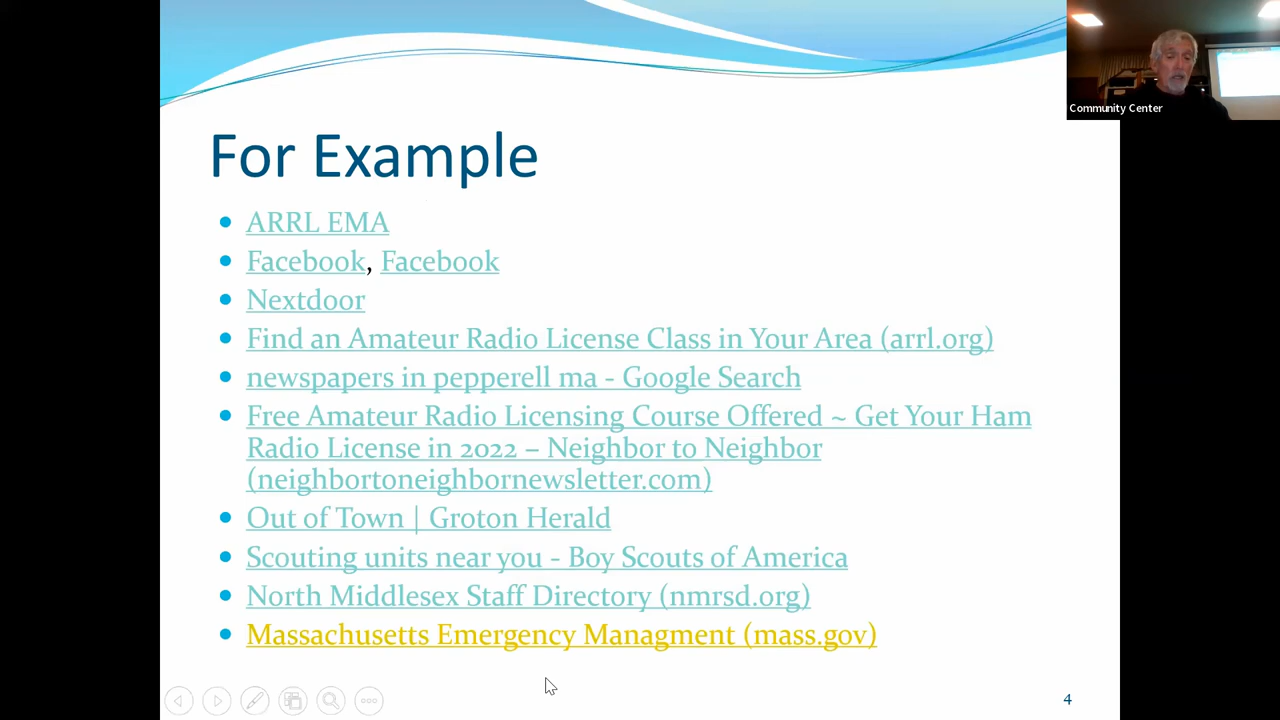 Community Center
For Example
ARRL EMA
Facebook, Facebook
Nextdoor
Find an Amateur Radio License Class in Your Area (arrl.org)
newspapers in pepperell ma - Google Search
Free Amateur Radio Licensing Course Offered ~ Get Your Ham
Radio License in 2022 – Neighbor to Neighbor
(neighbortoneighbornewsletter.com)
Out of Town | Groton Herald
Scouting units near you - Boy Scouts of America
North Middlesex Staff Directory (nmrsd.org)
Massachusetts Emergency Managment (mass.gov)
4